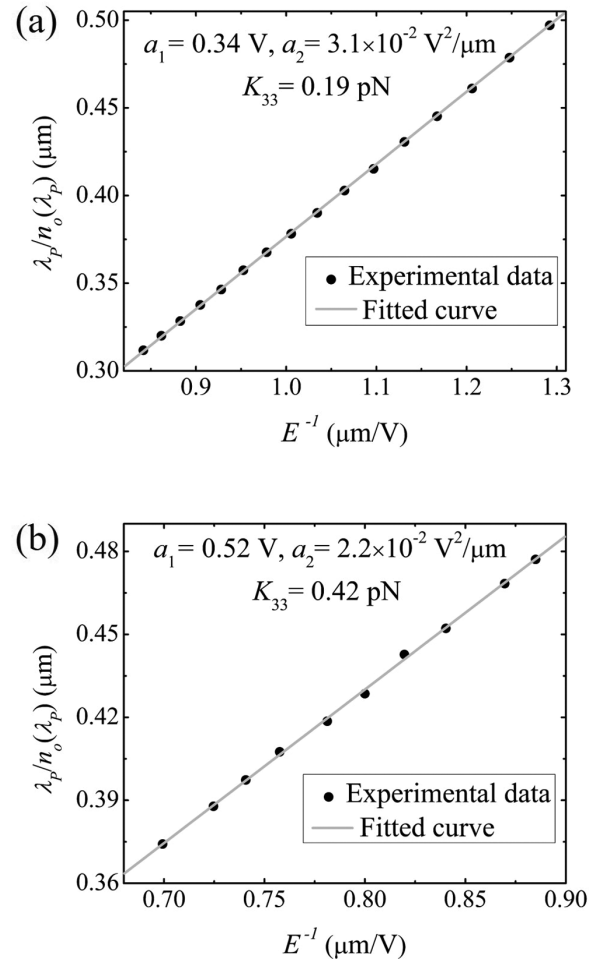 (a)
a₁ = 0.34 V, a₂ = 3.1×10⁻² V²/μm
K₃₃ = 0.19 pN
0.50
0.45
0.40
0.35
0.30
λₚ/nₒ(λₚ) (μm)
Experimental data
Fitted curve
0.9 1.0 1.1 1.2 1.3
E⁻¹ (μm/V)
(b)
a₁ = 0.52 V, a₂ = 2.2×10⁻² V²/μm
K₃₃ = 0.42 pN
0.48
0.45
0.42
0.39
0.36
λₚ/nₒ(λₚ) (μm)
Experimental data
Fitted curve
0.70 0.75 0.80 0.85 0.90
E⁻¹ (μm/V)